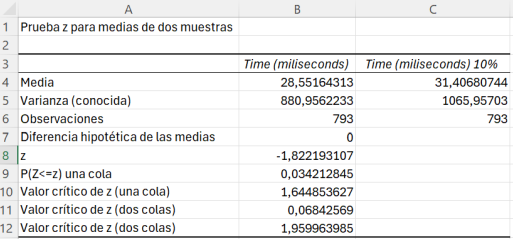 A B C
1 Prueba z para medias de dos muestras
2
3 Time (miliseconds) Time (miliseconds) 10%
4 Media 28,55164313 31,40680744
5 Varianza (conocida) 880,9562233 1065,95703
6 Observaciones 793 793
7 Diferencia hipotética de las medias 0
8 z -1,822193107
9 P(Z<=z) una cola 0,034212845
10 Valor crítico de z (una cola) 1,644853627
11 Valor crítico de z (dos colas) 0,06842569
12 Valor crítico de z (dos colas) 1,959963985